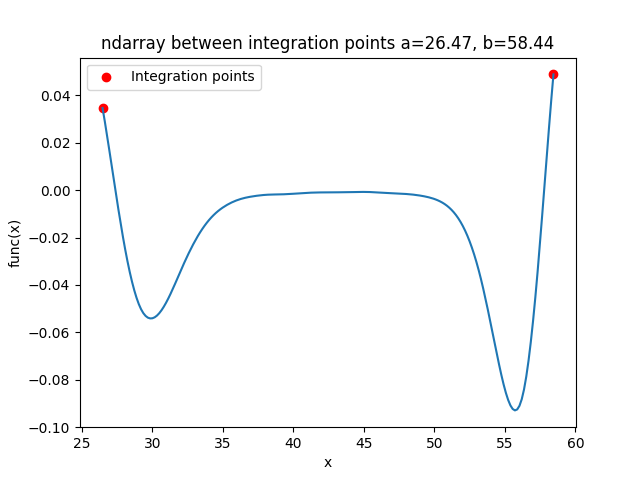 ndarray between integration points a=26.47, b=58.44
Integration points
0.04
0.02
0.00
−0.02
−0.04
−0.06
−0.08
−0.10
func(x)
25 30 35 40 45 50 55 60
x